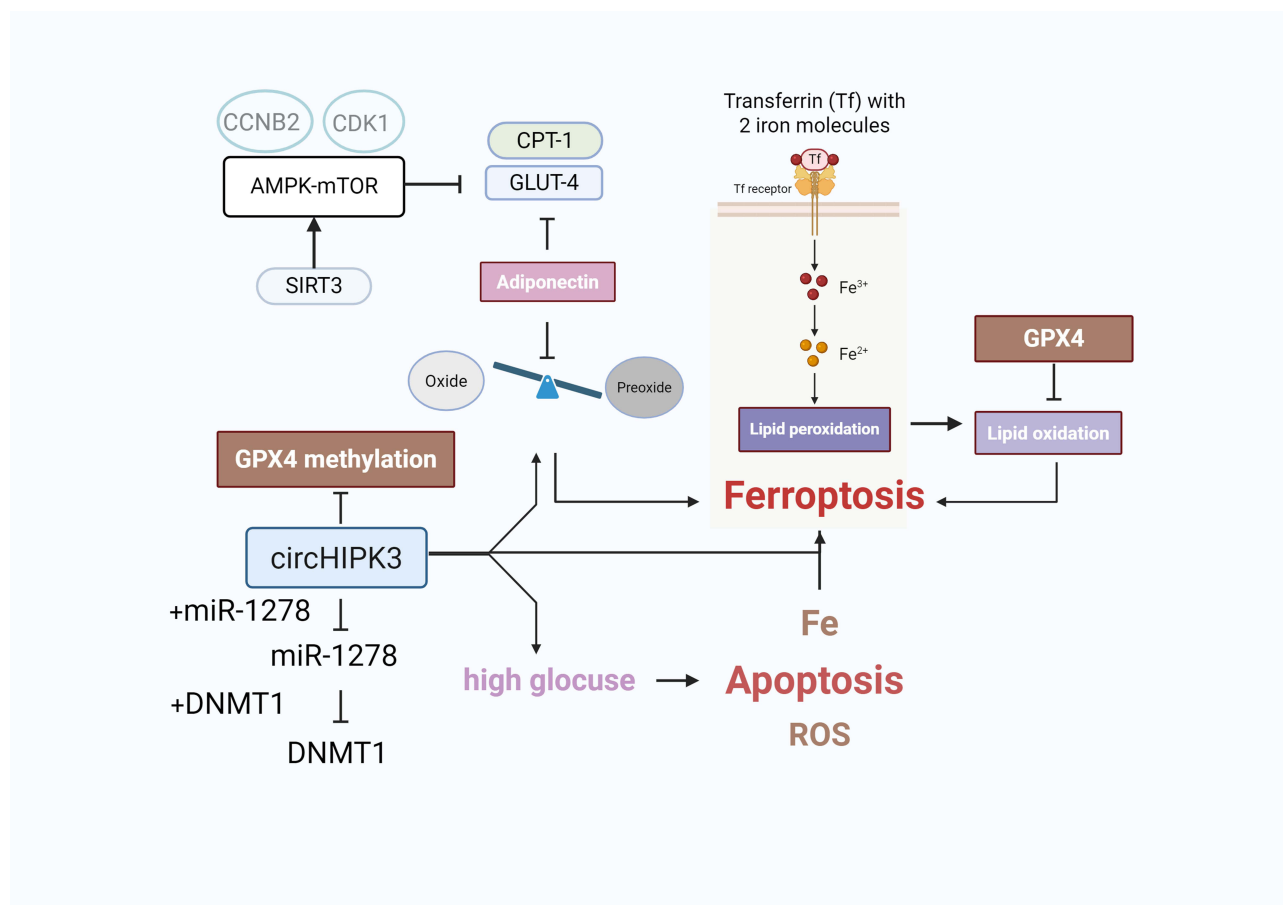 CCNB2
CDK1
AMPK-mTOR
SIRT3
CPT-1
GLUT-4
Adiponectin
Oxide
Preoxide
Transferrin (Tf) with
2 iron molecules
Tf
Tf receptor
Fe3+
Fe2+
Lipid peroxidation
Ferroptosis
GPX4
Lipid oxidation
GPX4 methylation
circHIPK3
+miR-1278
miR-1278
+DNMT1
DNMT1
high glocuse
Fe
Apoptosis
ROS